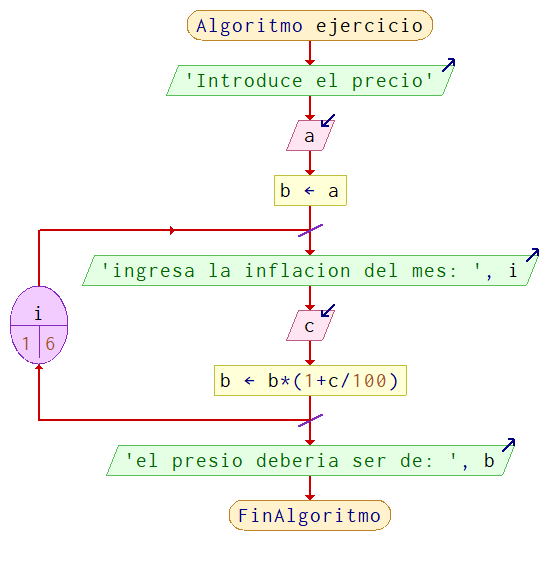 Algoritmo ejercicio
'Introduce el precio'
a
b ← a
'ingresa la inflacion del mes: ', i
i
1 6
c
b ← b*(1+c/100)
'el presio deberia ser de: ', b
FinAlgoritmo